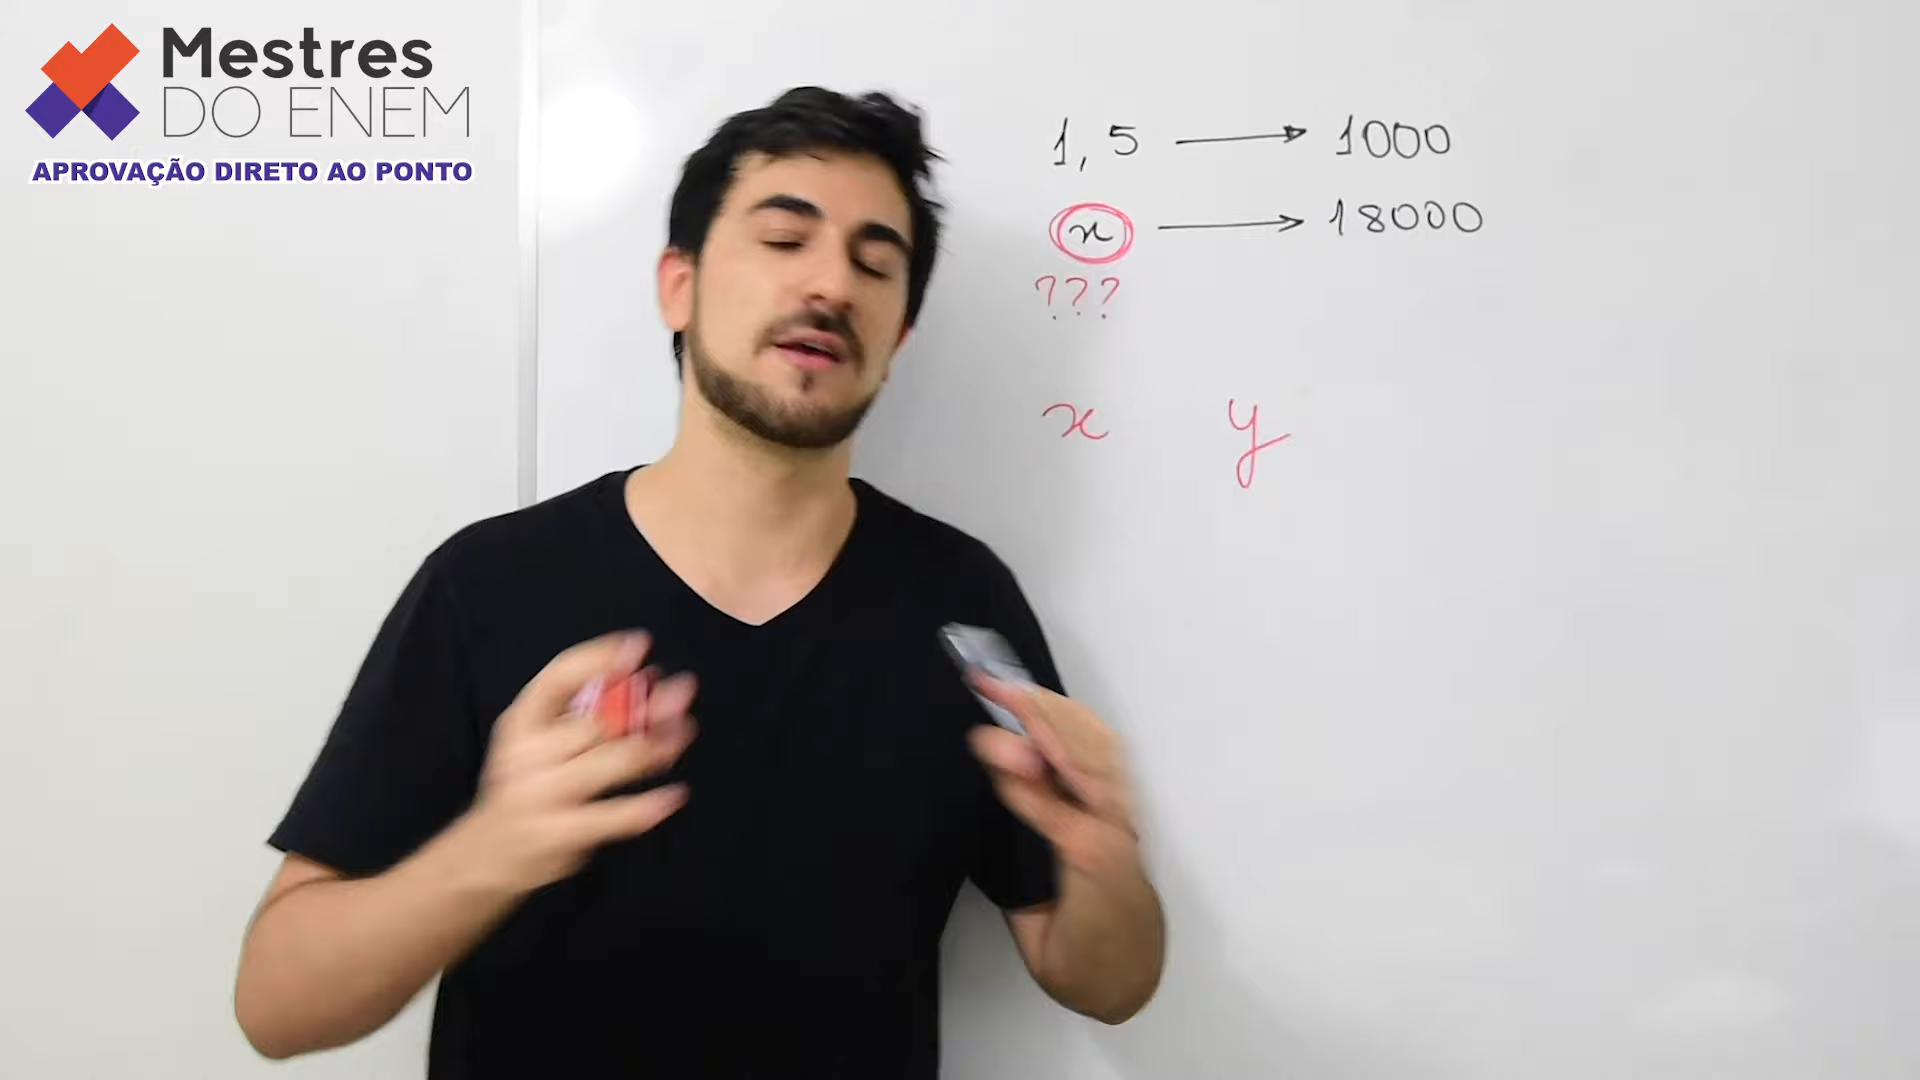 Mestres
DO ENEM
APROVAÇÃO DIRETO AO PONTO
1,5 → 1000
x → 18000
???
x y